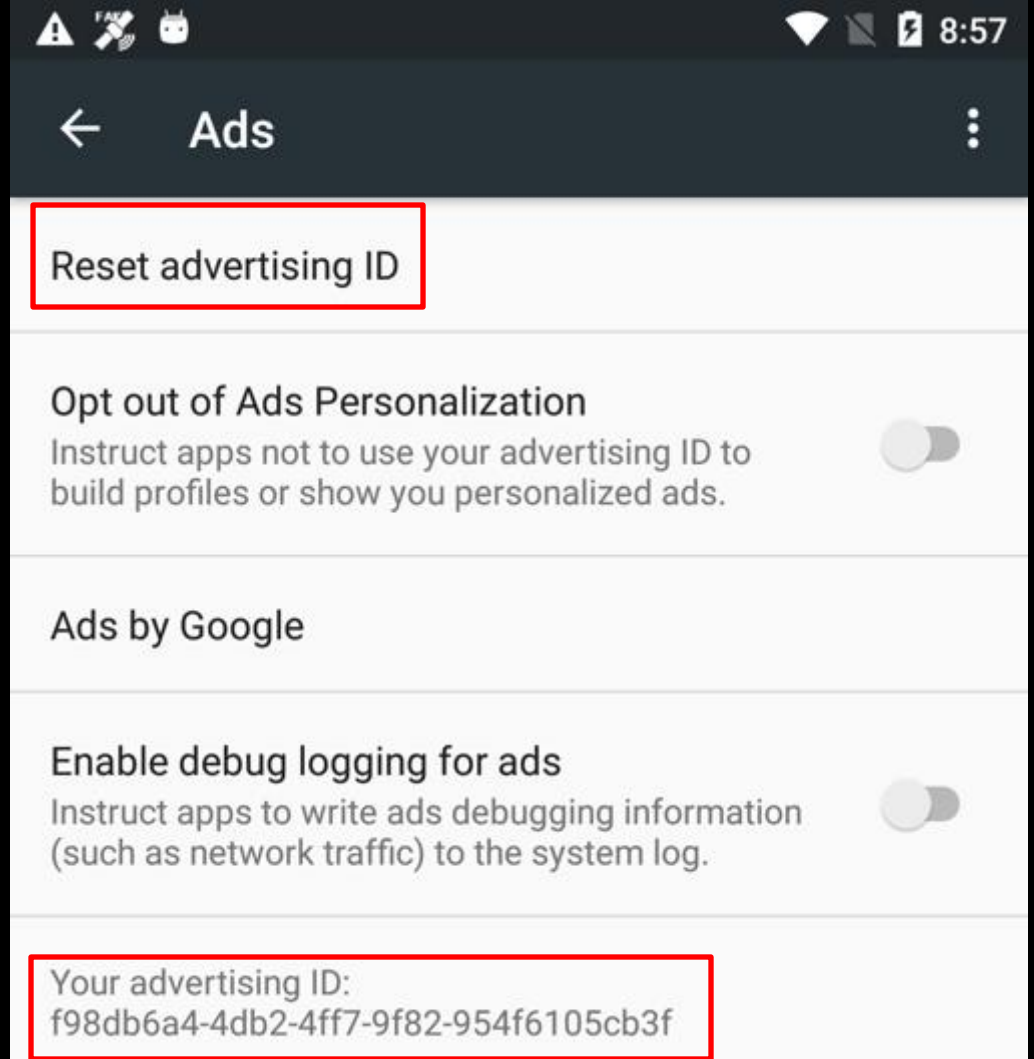 FAKE
8:57
Ads
Reset advertising ID
Opt out of Ads Personalization
Instruct apps not to use your advertising ID to
build profiles or show you personalized ads.
Ads by Google
Enable debug logging for ads
Instruct apps to write ads debugging information
(such as network traffic) to the system log.
Your advertising ID:
f98db6a4-4db2-4ff7-9f82-954f6105cb3f